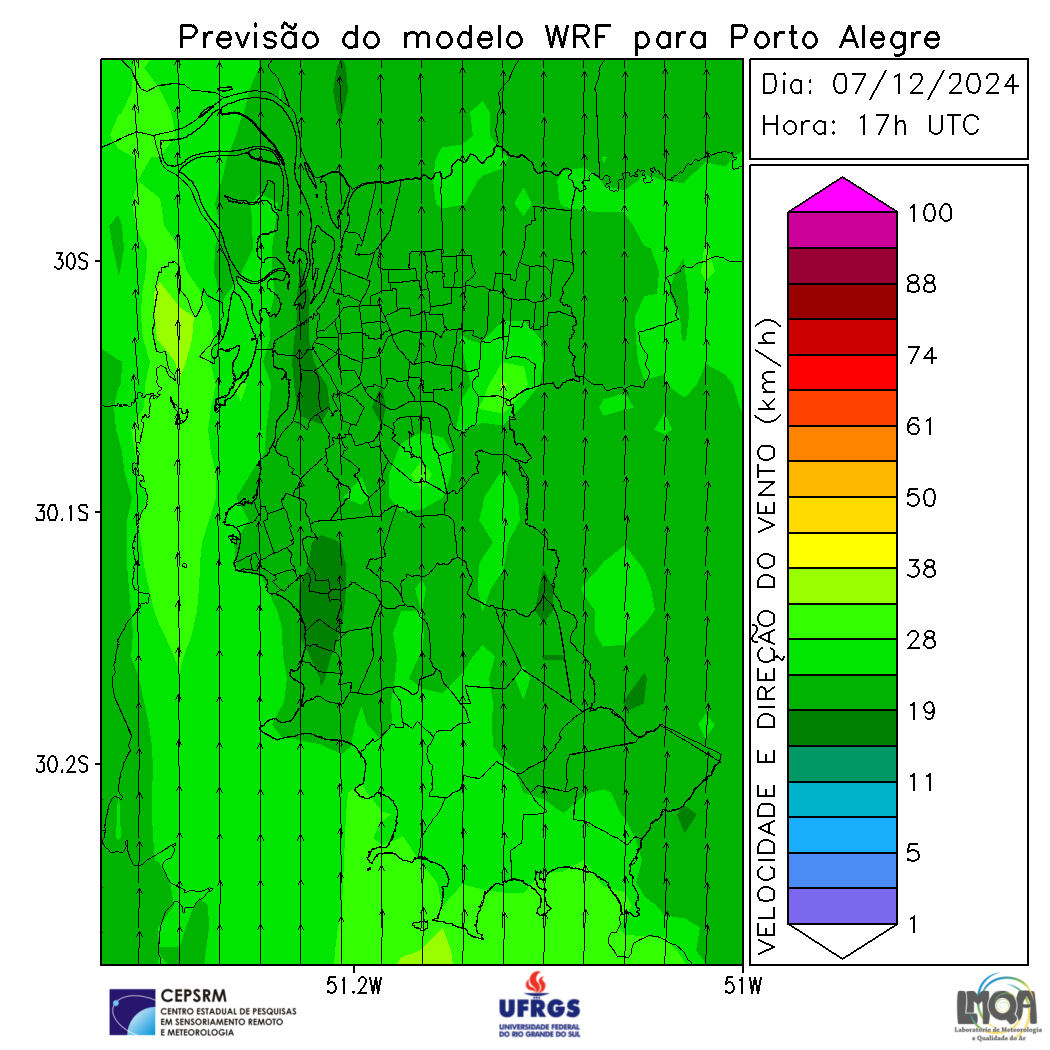 Previsão do modelo WRF para Porto Alegre
Dia: 07/12/2024
Hora: 17h UTC
30S
30.1S
30.2S
51.2W
51W
VELOCIDADE E DIREÇÃO DO VENTO (km/h)
100
88
74
61
50
38
28
19
11
5
1
CEPSRM
CENTRO ESTADUAL DE PESQUISAS
EM SENSORIAMENTO REMOTO
E METEOROLOGIA
UFRGS
UNIVERSIDADE FEDERAL
DO RIO GRANDE DO SUL
LMQA
Laboratório de Meteorologia
e Qualidade do Ar